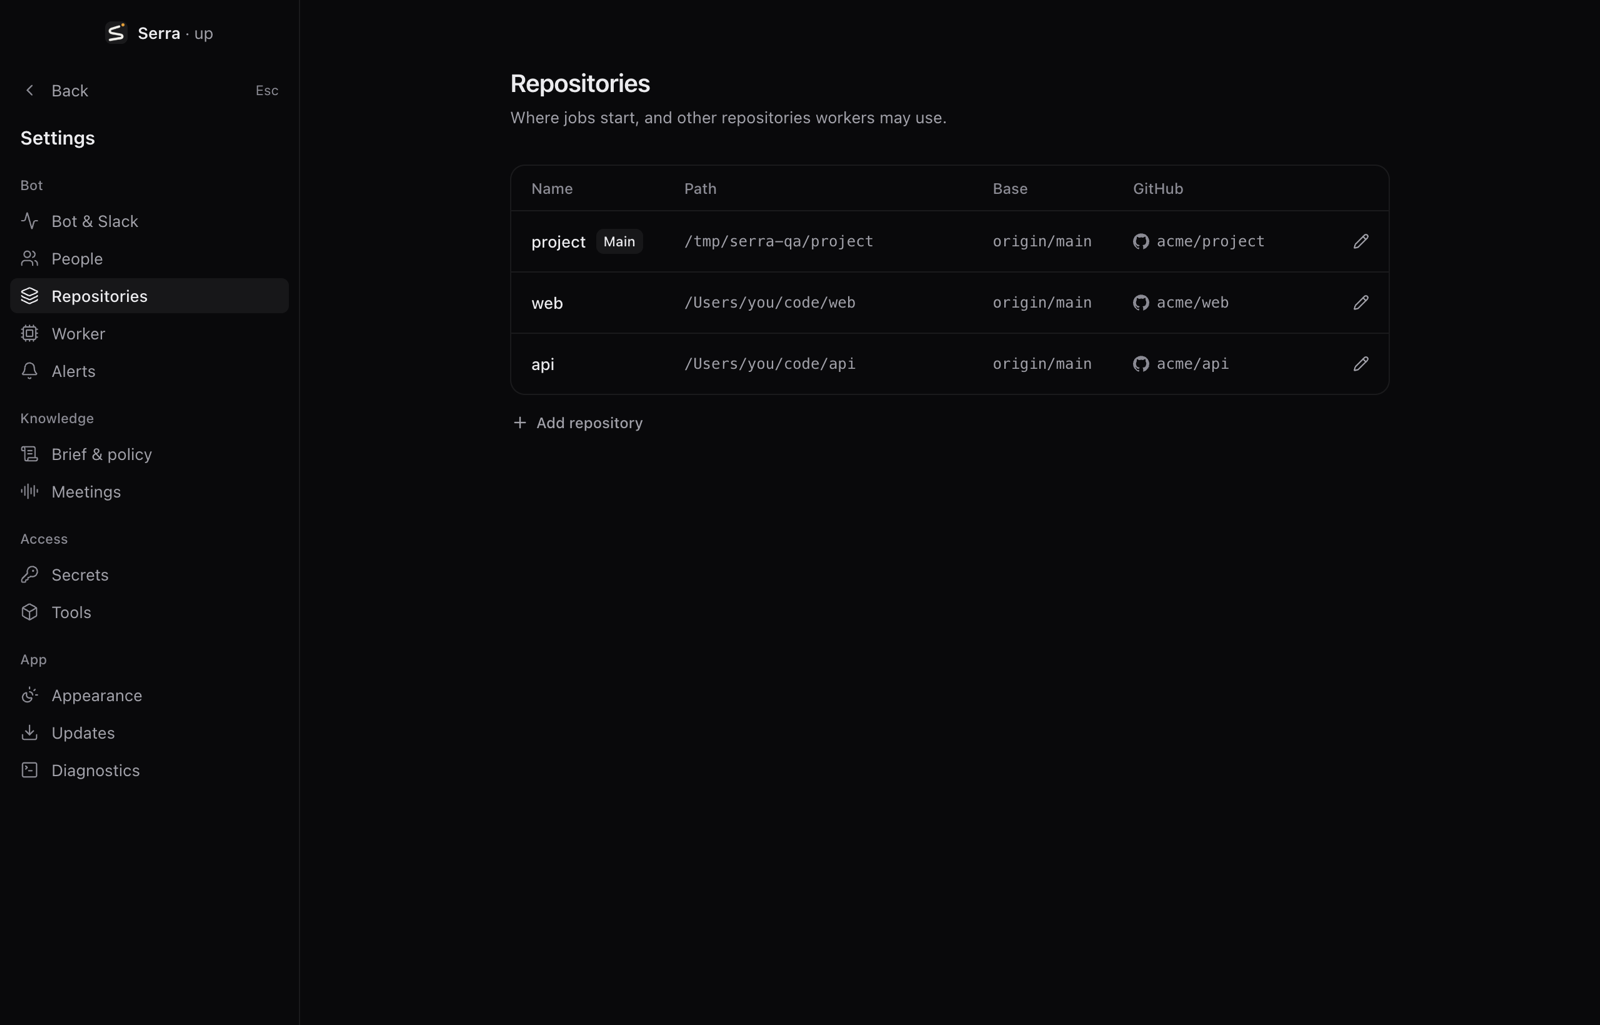 Serra · up
Back Esc
Settings
Bot
Bot & Slack
People
Repositories
Worker
Alerts
Knowledge
Brief & policy
Meetings
Access
Secrets
Tools
App
Appearance
Updates
Diagnostics
Repositories
Where jobs start, and other repositories workers may use.
Name Path Base GitHub
project Main /tmp/serra-qa/project origin/main acme/project
web /Users/you/code/web origin/main acme/web
api /Users/you/code/api origin/main acme/api
Add repository